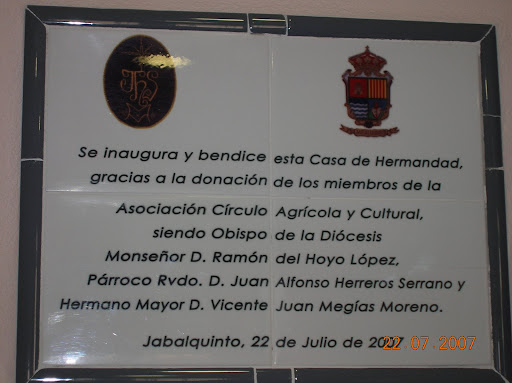 JHS
Se inaugura y bendice esta Casa de Hermandad,
gracias a la donación de los miembros de la
Asociación Círculo Agrícola y Cultural,
siendo Obispo de la Diócesis
Monseñor D. Ramón del Hoyo López,
Párroco Rvdo. D. Juan Alfonso Herreros Serrano y
Hermano Mayor D. Vicente Juan Megías Moreno.
Jabalquinto, 22 de Julio de 2007
22 07 2007